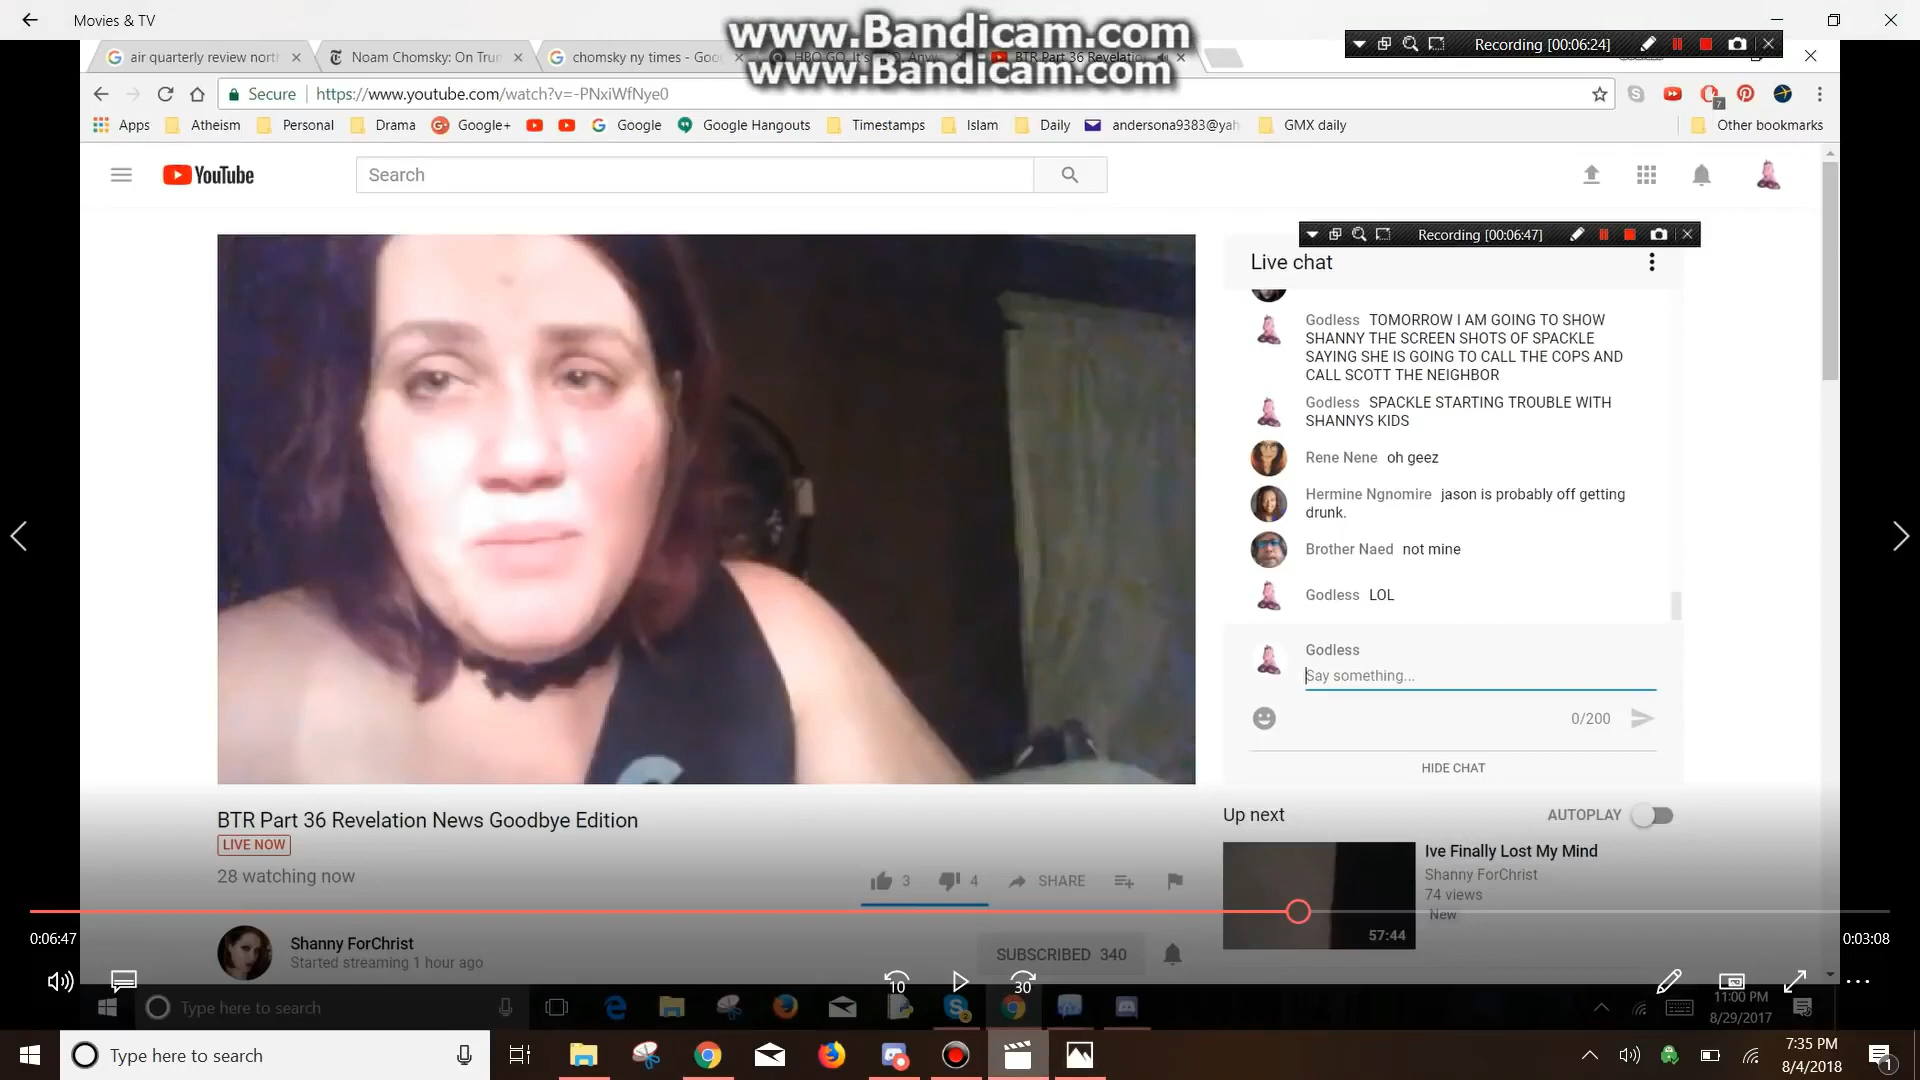 Movies & TV
www.Bandicam.com
www.Bandicam.com
Recording [00:06:24]
air quarterly review nort
Noam Chomsky: On Trun
chomsky ny times - Goo
HBO GO. It's HBO. Anyw
BTR Part 36 Revelatio
Secure
https://www.youtube.com/watch?v=-PNxiWfNye0
7
Apps
Atheism
Personal
Drama
Google+
Google
Google Hangouts
Timestamps
Islam
Daily
andersona9383@yah
GMX daily
Other bookmarks
YouTube
Search
Recording [00:06:47]
Live chat
Godless TOMORROW I AM GOING TO SHOW
SHANNY THE SCREEN SHOTS OF SPACKLE
SAYING SHE IS GOING TO CALL THE COPS AND
CALL SCOTT THE NEIGHBOR
Godless SPACKLE STARTING TROUBLE WITH
SHANNYS KIDS
Rene Nene oh geez
Hermine Ngnomire jason is probably off getting
drunk.
Brother Naed not mine
Godless LOL
Godless
Say something...
0/200
HIDE CHAT
BTR Part 36 Revelation News Goodbye Edition
LIVE NOW
28 watching now
3
4
SHARE
Up next
AUTOPLAY
Ive Finally Lost My Mind
Shanny ForChrist
74 views
New
57:44
0:06:47
0:03:08
Shanny ForChrist
Started streaming 1 hour ago
SUBSCRIBED 340
10
30
Type here to search
11:00 PM
8/29/2017
Type here to search
7:35 PM
8/4/2018
1